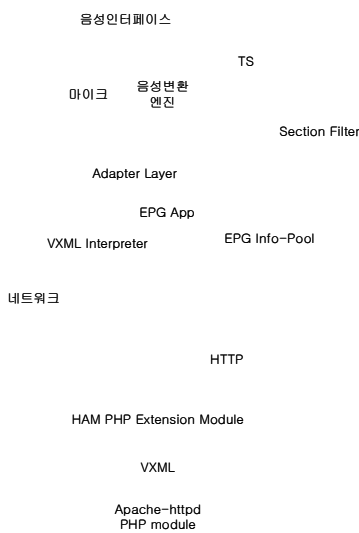 음성인터페이스
TS
마이크
음성변환
엔진
Section Filter
Adapter Layer
EPG App
VXML Interpreter
EPG Info-Pool
네트워크
HTTP
HAM PHP Extension Module
VXML
Apache-httpd
PHP module